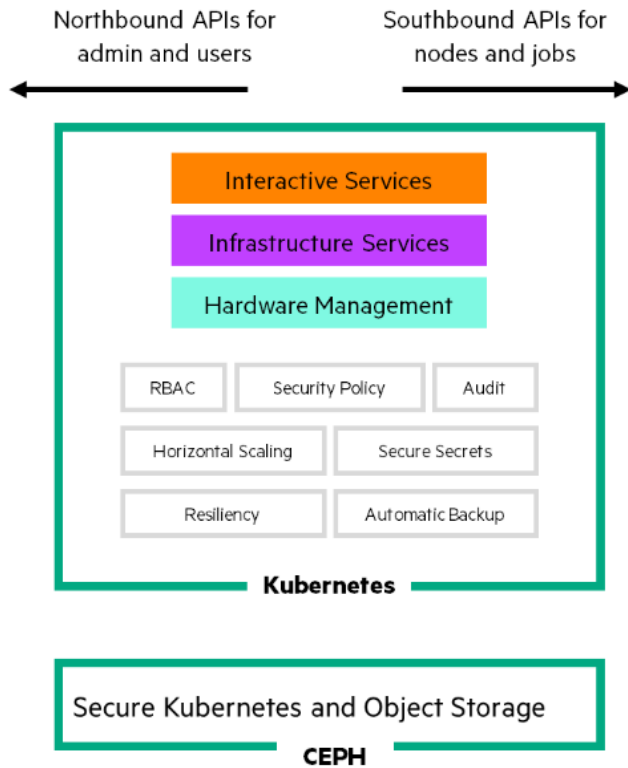 Northbound APIs for
admin and users
Southbound APIs for
nodes and jobs
Interactive Services
Infrastructure Services
Hardware Management
RBAC
Security Policy
Audit
Horizontal Scaling
Secure Secrets
Resiliency
Automatic Backup
Kubernetes
Secure Kubernetes and Object Storage
CEPH